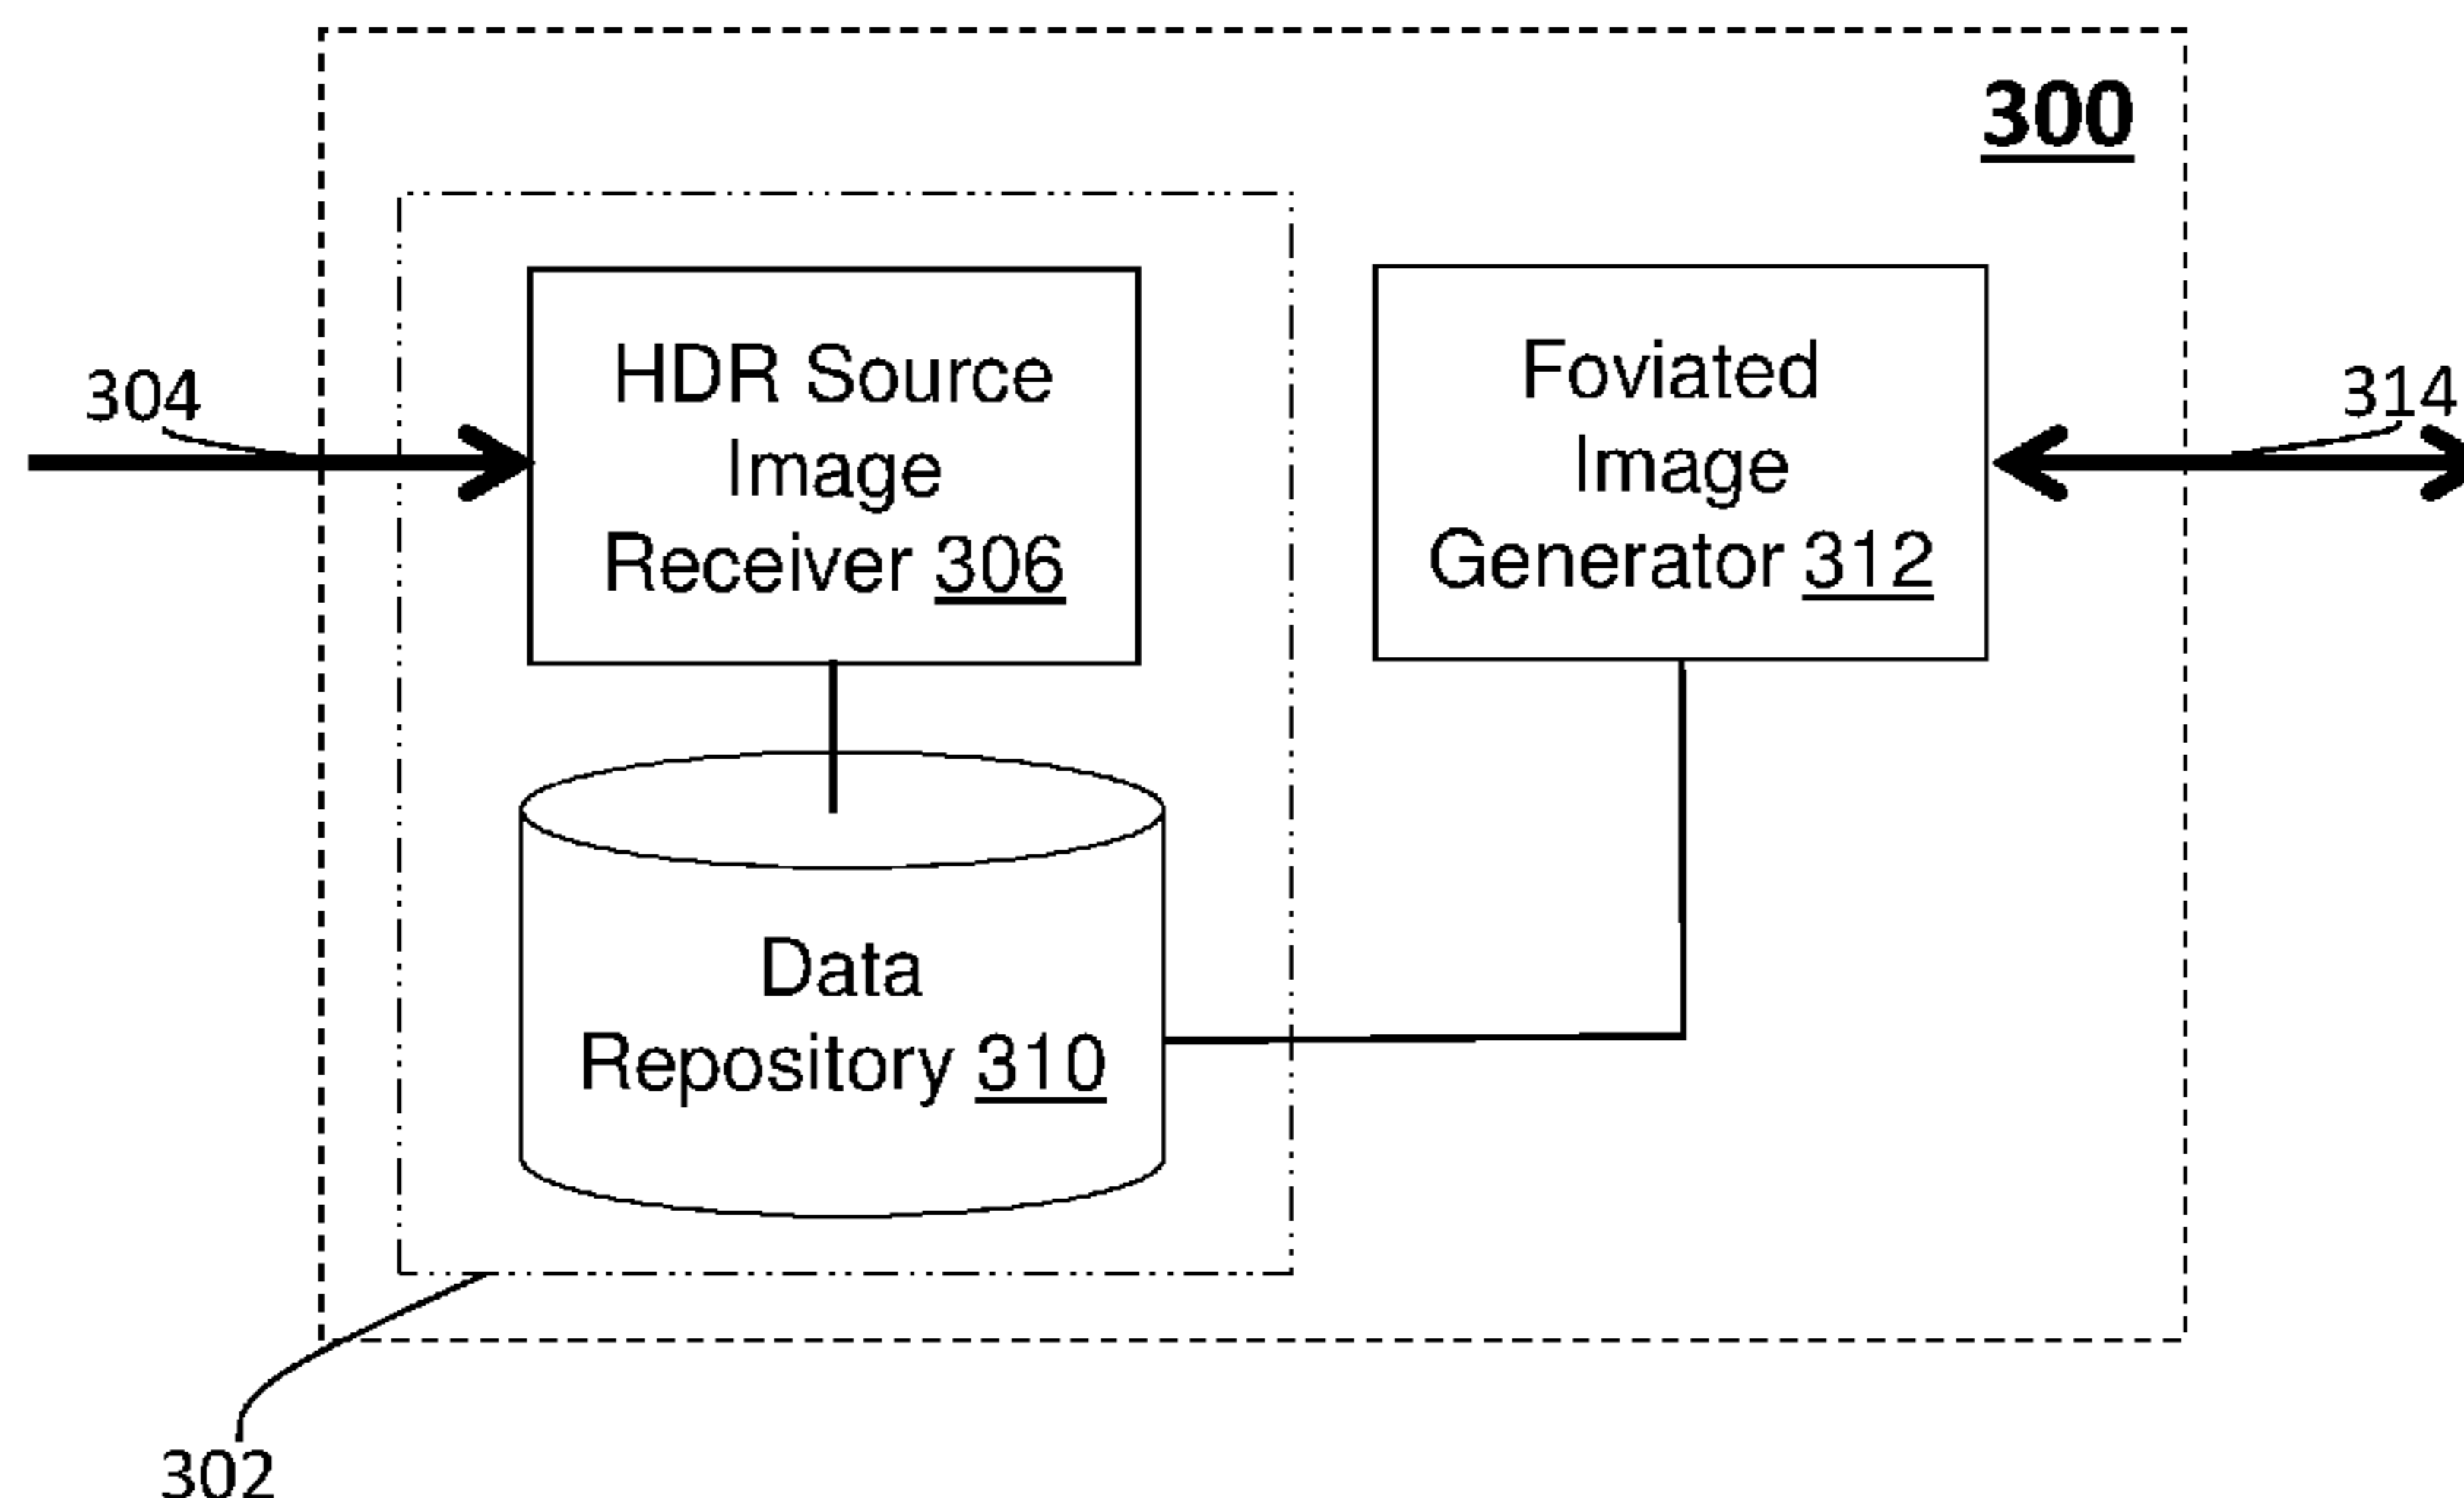 300
304
HDR Source
Image
Receiver 306
Foviated
Image
Generator 312
314
Data
Repository 310
302